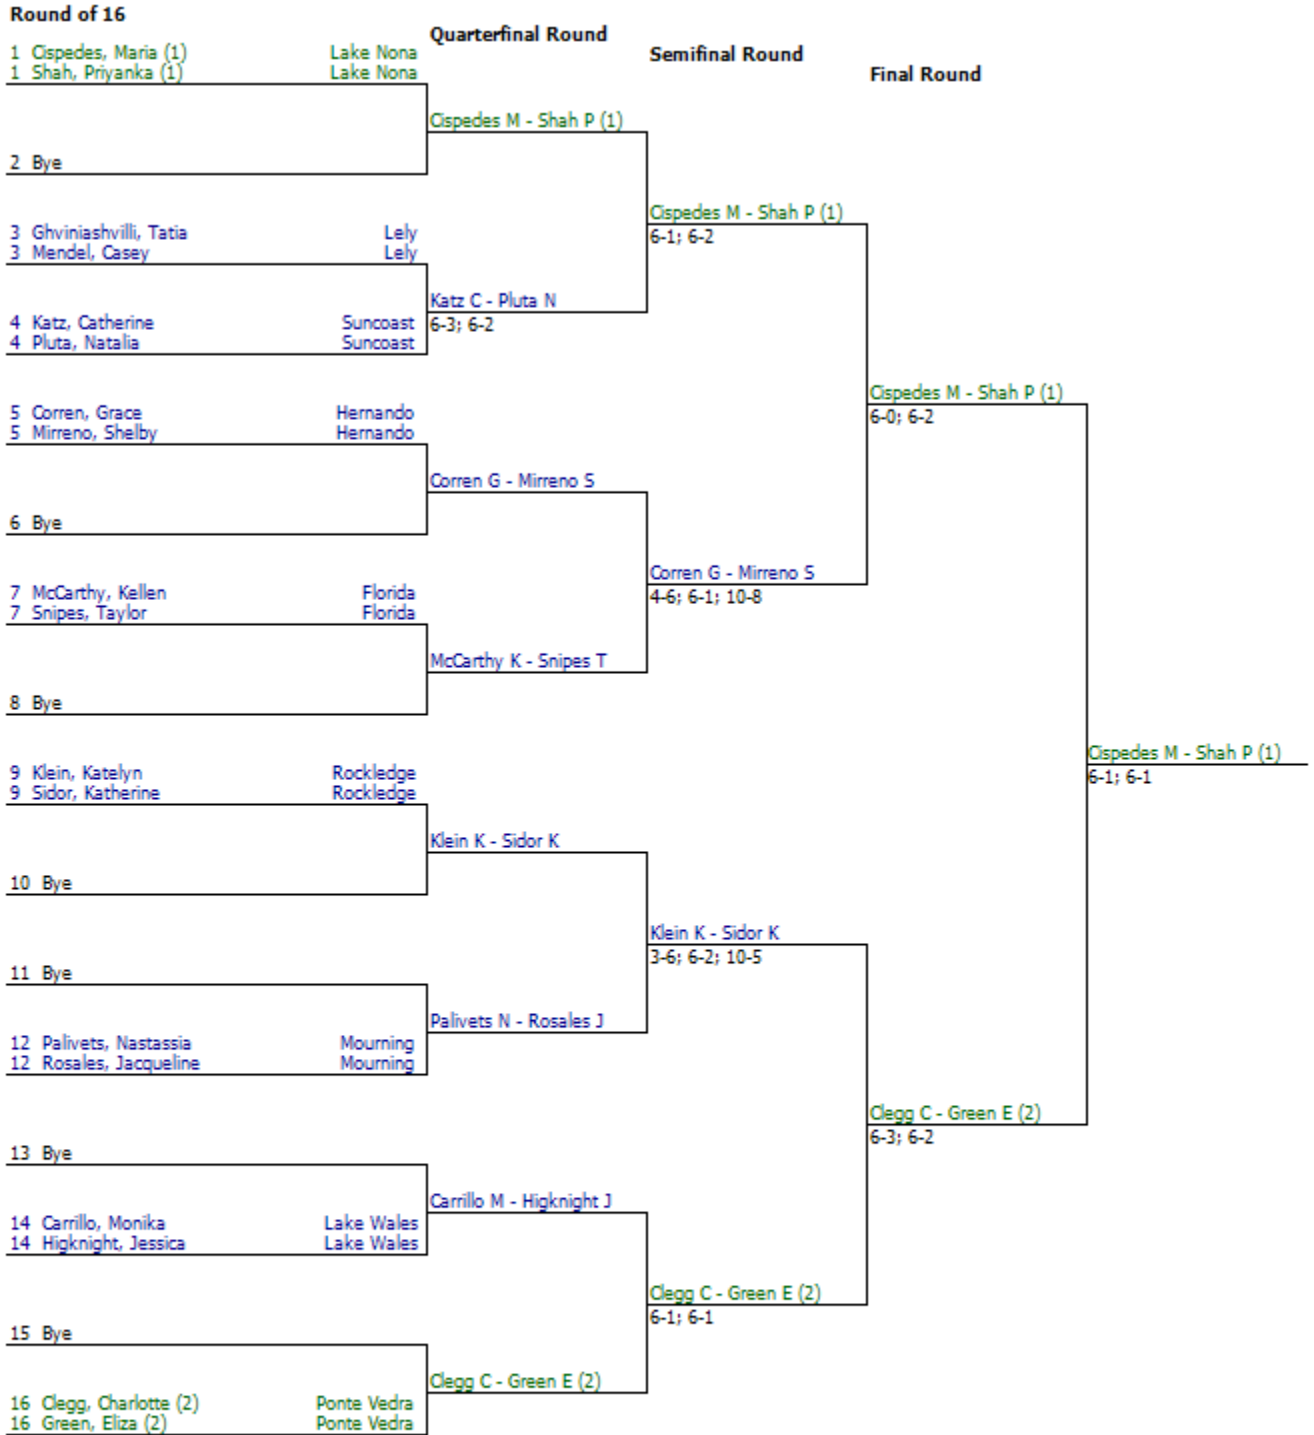 Round of 16
Quarterfinal Round
Semifinal Round
Final Round
1 Cispedes, Maria (1) Lake Nona
1 Shah, Priyanka (1) Lake Nona
Cispedes M - Shah P (1)
2 Bye
Cispedes M - Shah P (1)
6-1; 6-2
3 Ghviniashvilli, Tatia Lely
3 Mendel, Casey Lely
Katz C - Pluta N
6-3; 6-2
4 Katz, Catherine Suncoast
4 Pluta, Natalia Suncoast
Cispedes M - Shah P (1)
6-0; 6-2
5 Corren, Grace Hernando
5 Mirreno, Shelby Hernando
Corren G - Mirreno S
6 Bye
Corren G - Mirreno S
4-6; 6-1; 10-8
7 McCarthy, Kellen Florida
7 Snipes, Taylor Florida
McCarthy K - Snipes T
8 Bye
Cispedes M - Shah P (1)
6-1; 6-1
9 Klein, Katelyn Rockledge
9 Sidor, Katherine Rockledge
Klein K - Sidor K
10 Bye
Klein K - Sidor K
3-6; 6-2; 10-5
11 Bye
Palivets N - Rosales J
12 Palivets, Nastassia Mourning
12 Rosales, Jacqueline Mourning
Clegg C - Green E (2)
6-3; 6-2
13 Bye
Carrillo M - Higknight J
14 Carrillo, Monika Lake Wales
14 Higknight, Jessica Lake Wales
Clegg C - Green E (2)
6-1; 6-1
15 Bye
Clegg C - Green E (2)
16 Clegg, Charlotte (2) Ponte Vedra
16 Green, Eliza (2) Ponte Vedra